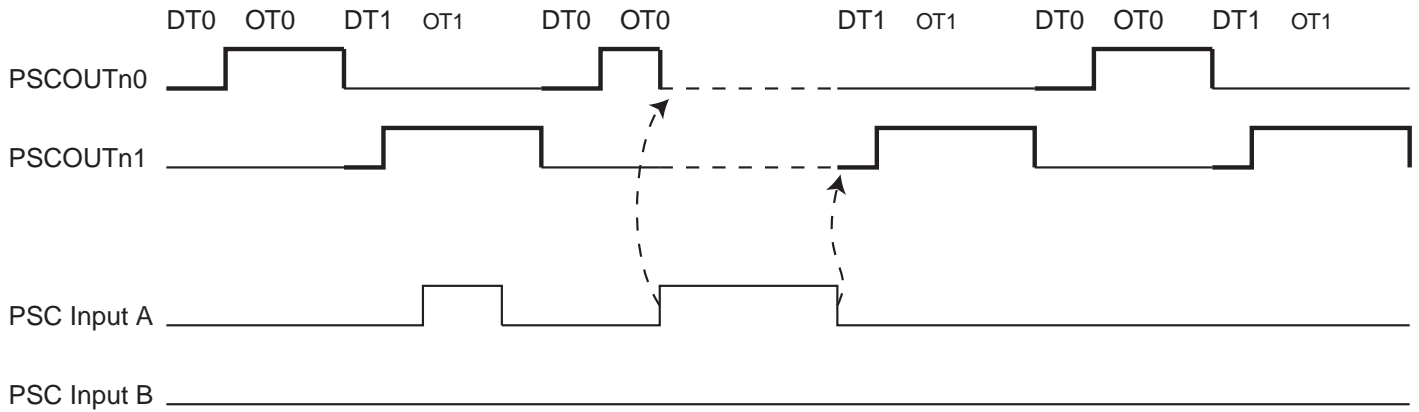 DT0 OT0 DT1 OT1 DT0 OT0 DT1 OT1 DT0 OT0 DT1 OT1
PSCOUTn0
PSCOUTn1
PSC Input A
PSC Input B